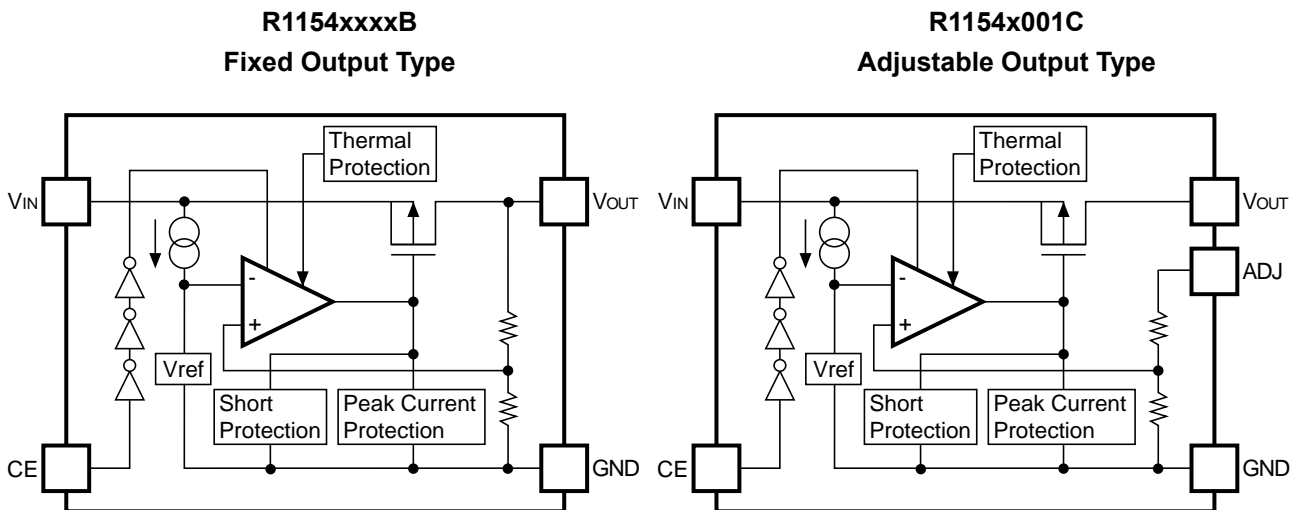 R1154xxxxB
Fixed Output Type
Thermal
Protection
VIN
VOUT
-
+
Vref
Short
Protection
Peak Current
Protection
CE
GND
R1154x001C
Adjustable Output Type
Thermal
Protection
VIN
VOUT
ADJ
-
+
Vref
Short
Protection
Peak Current
Protection
CE
GND